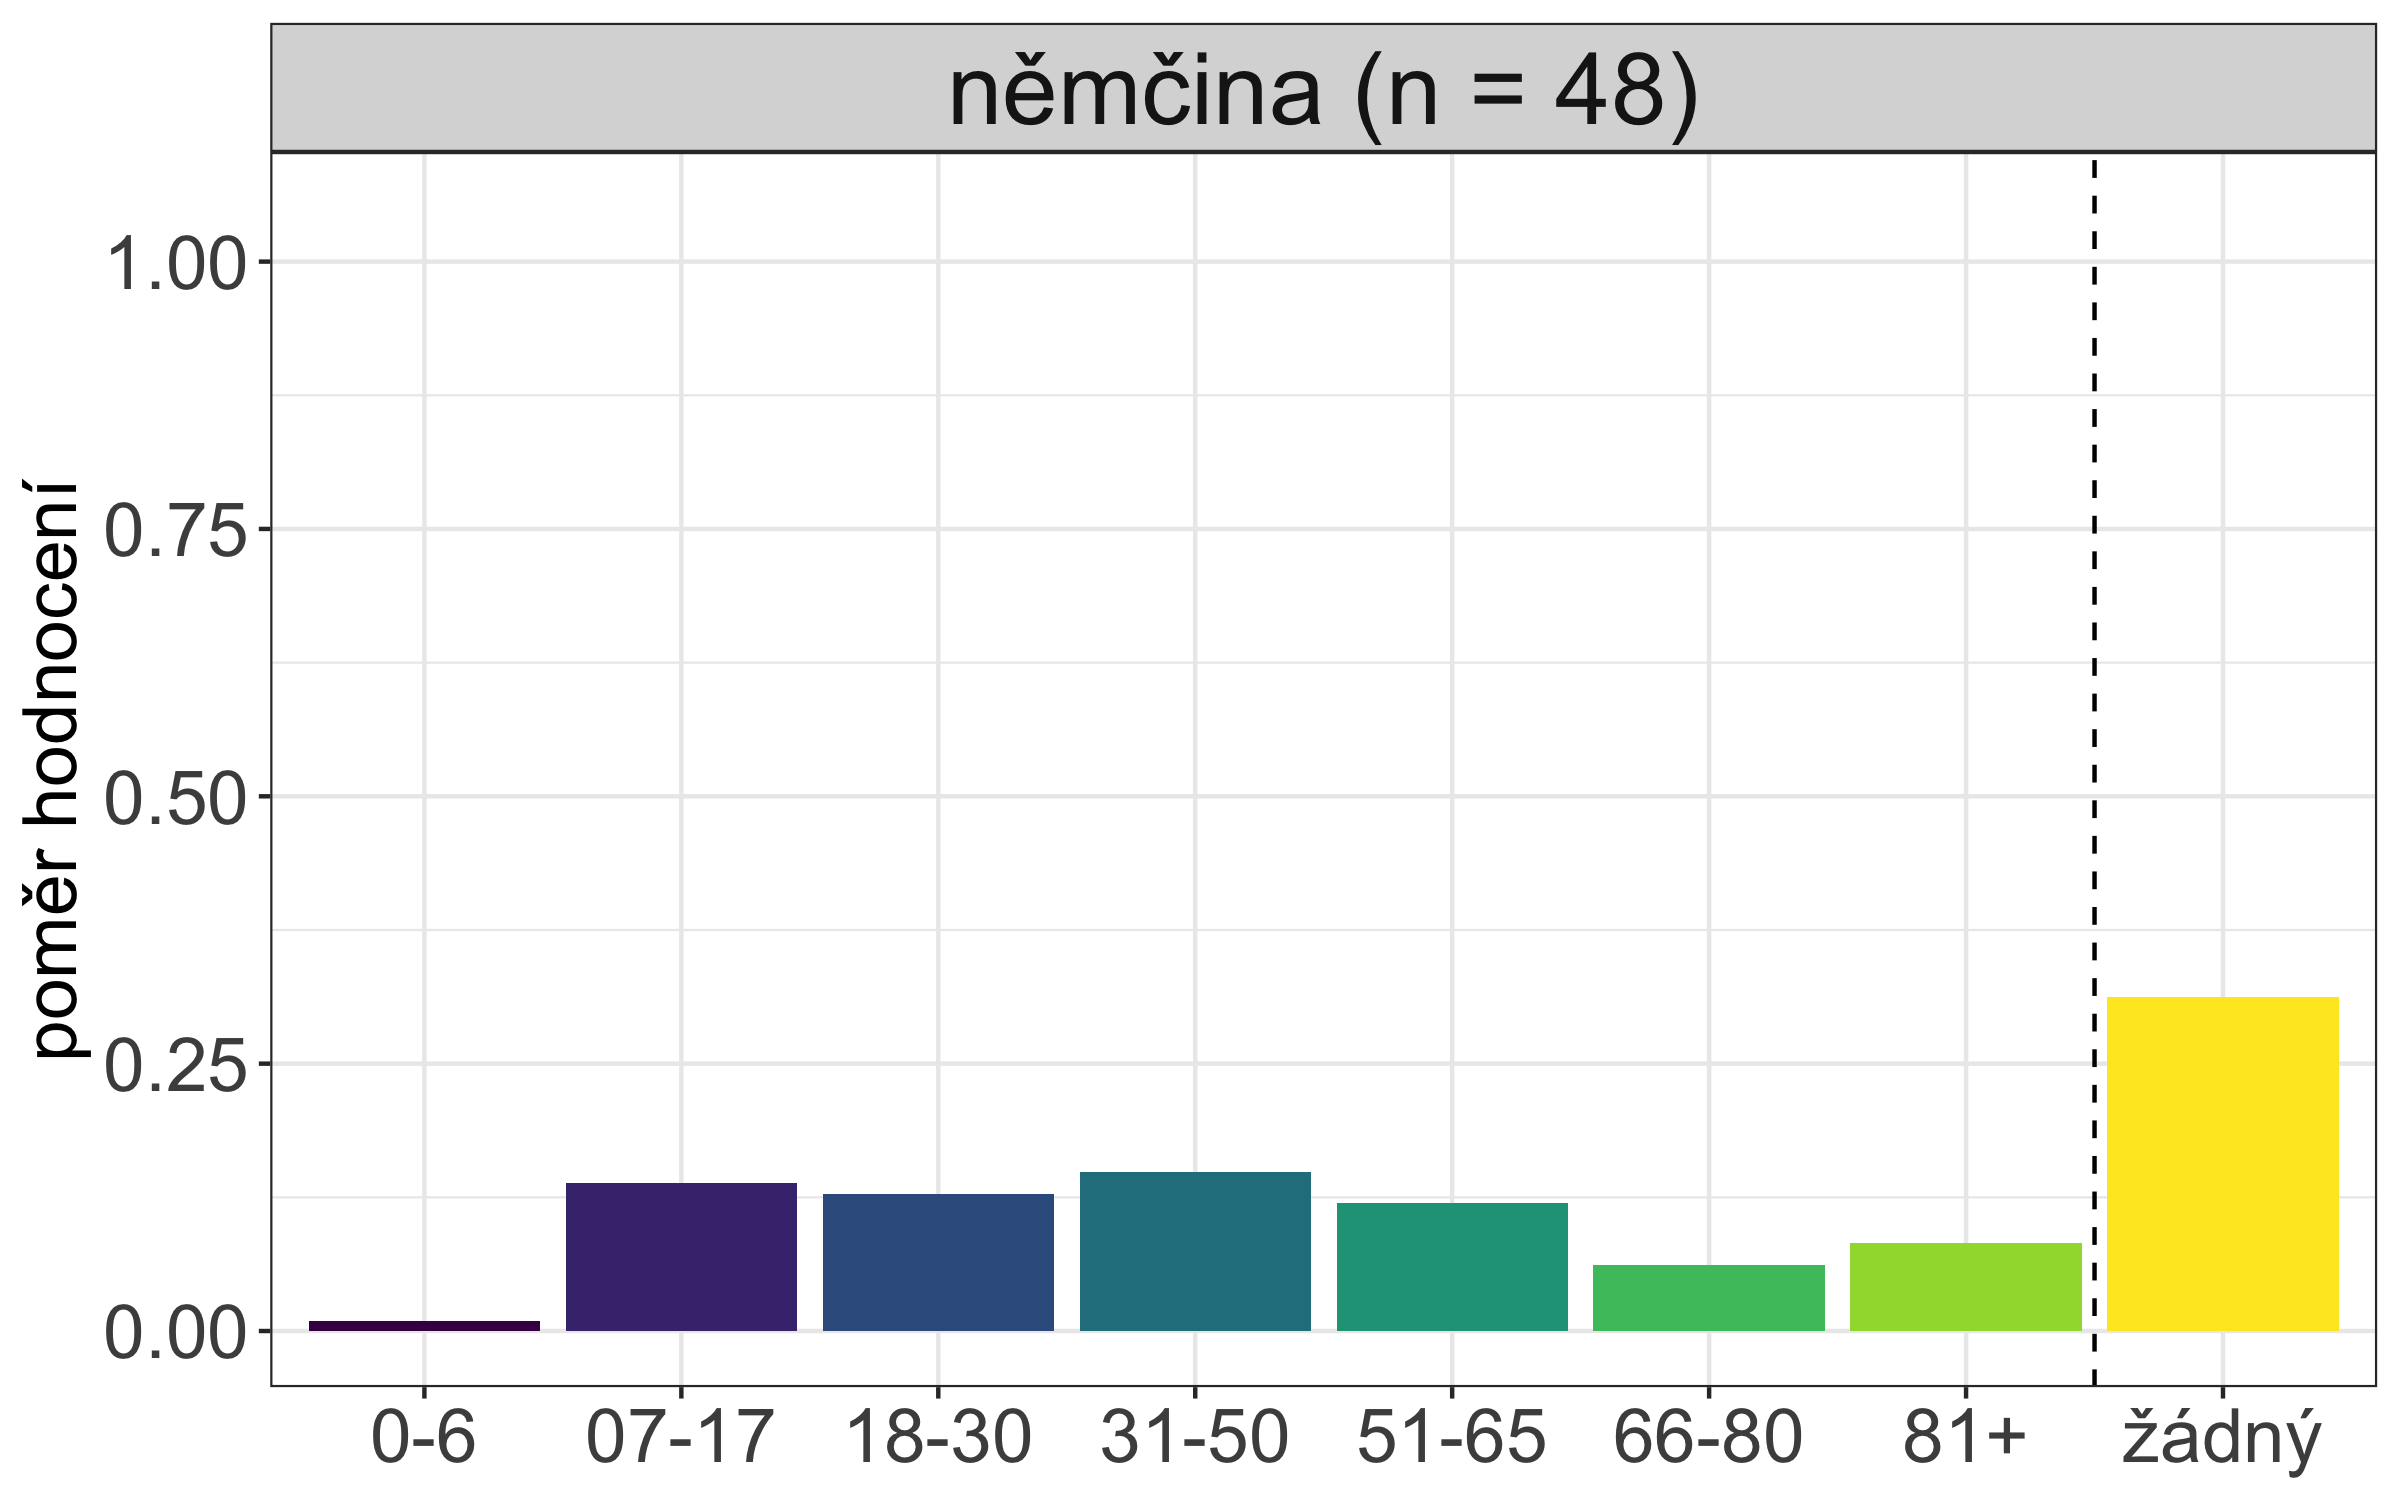 němčina (n = 48)
poměr hodnocení
1.00
0.75
0.50
0.25
0.00
0-6 07-17 18-30 31-50 51-65 66-80 81+ žádný